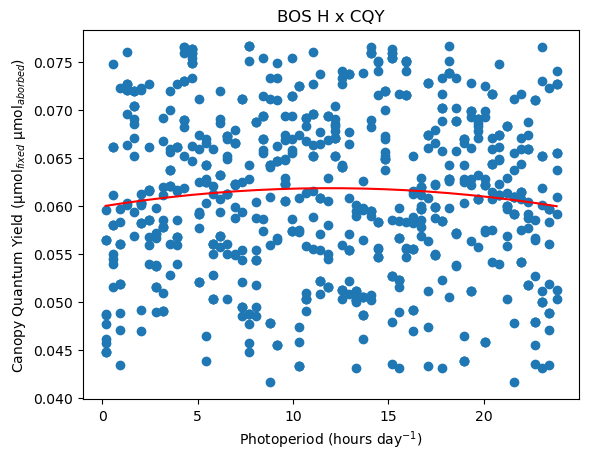 BOS H x CQY
0.075
0.070
0.065
0.060
0.055
0.050
0.045
0.040
Canopy Quantum Yield (µmol_fixed µmol_aborbed)
0 5 10 15 20
Photoperiod (hours day⁻¹)